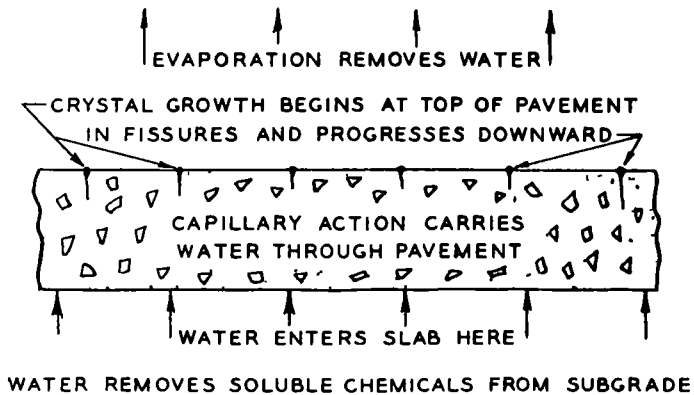 EVAPORATION REMOVES WATER
CRYSTAL GROWTH BEGINS AT TOP OF PAVEMENT
IN FISSURES AND PROGRESSES DOWNWARD
CAPILLARY ACTION CARRIES
WATER THROUGH PAVEMENT
WATER ENTERS SLAB HERE
WATER REMOVES SOLUBLE CHEMICALS FROM SUBGRADE